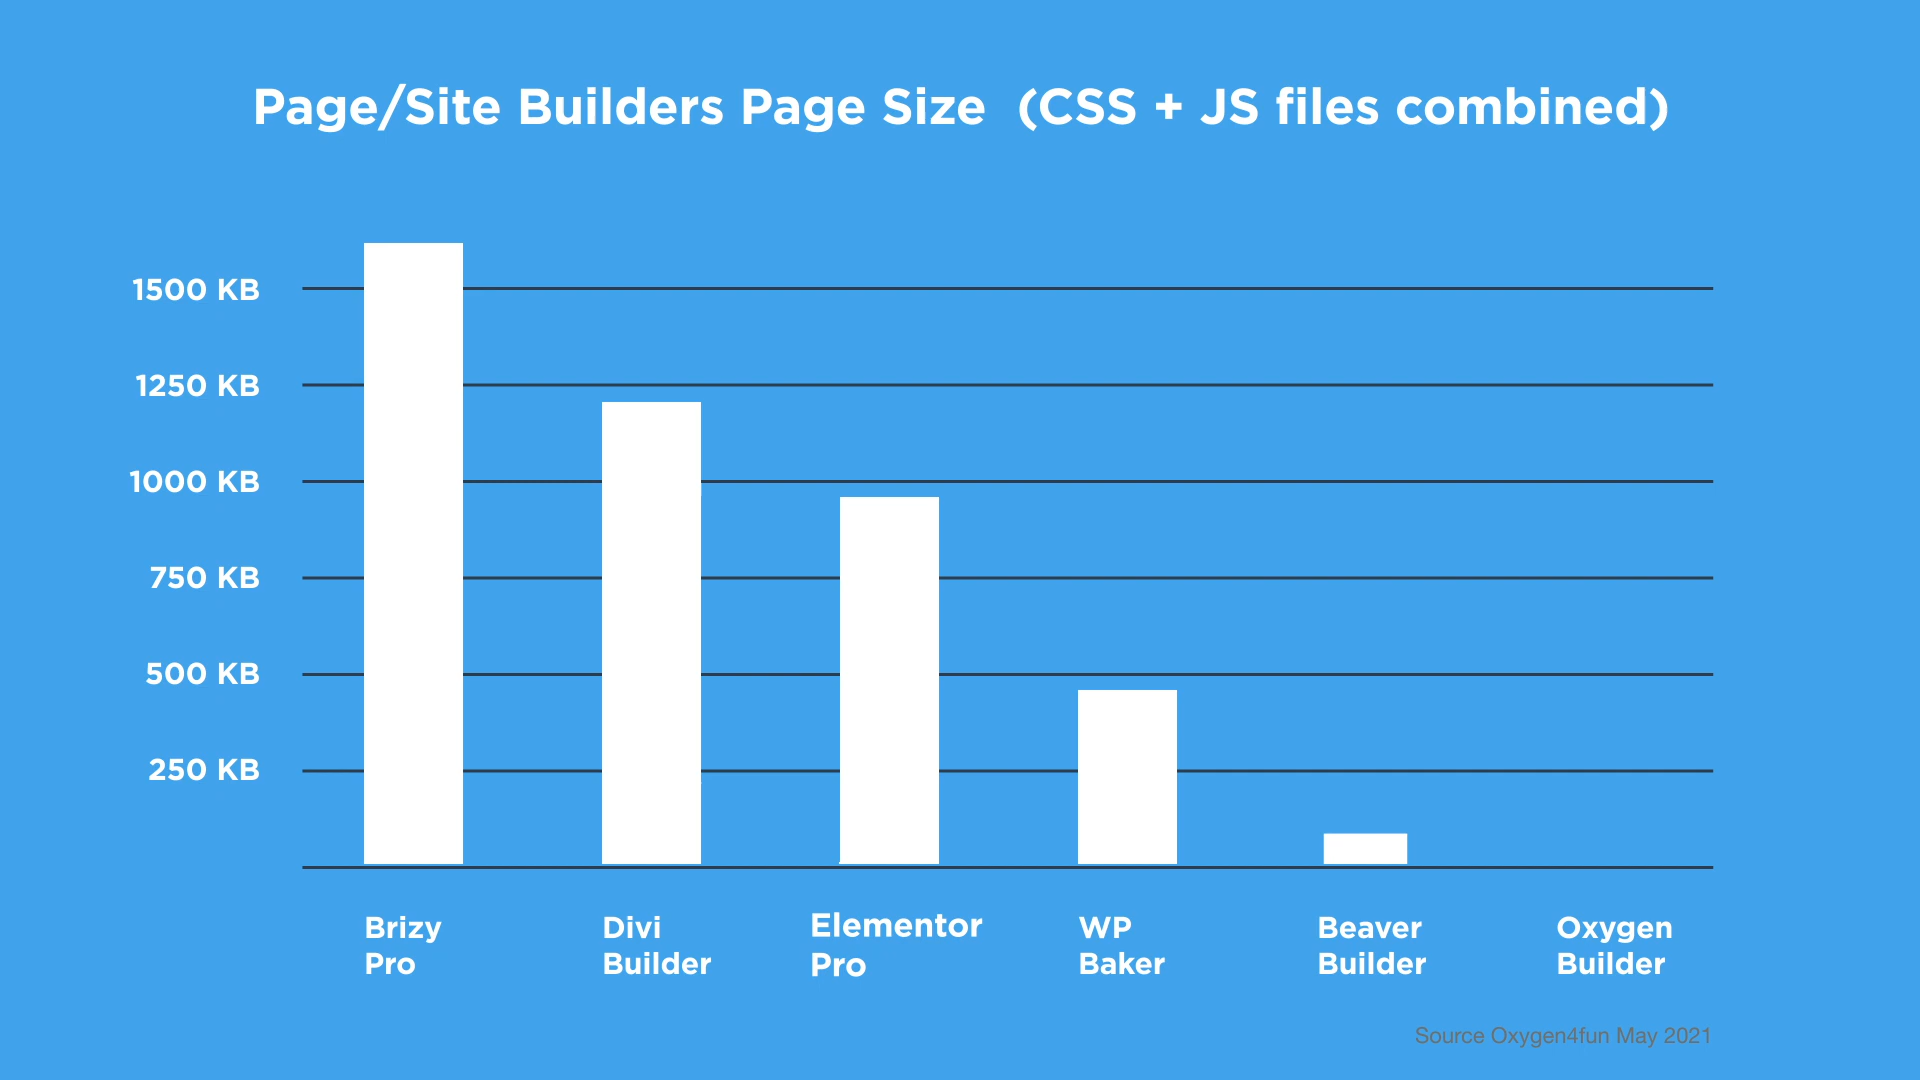 Page/Site Builders Page Size (CSS + JS files combined)
1500 KB
1250 KB
1000 KB
750 KB
500 KB
250 KB
Brizy
Pro
Divi
Builder
Elementor
Pro
WP
Baker
Beaver
Builder
Oxygen
Builder
Source Oxygen4fun May 2021